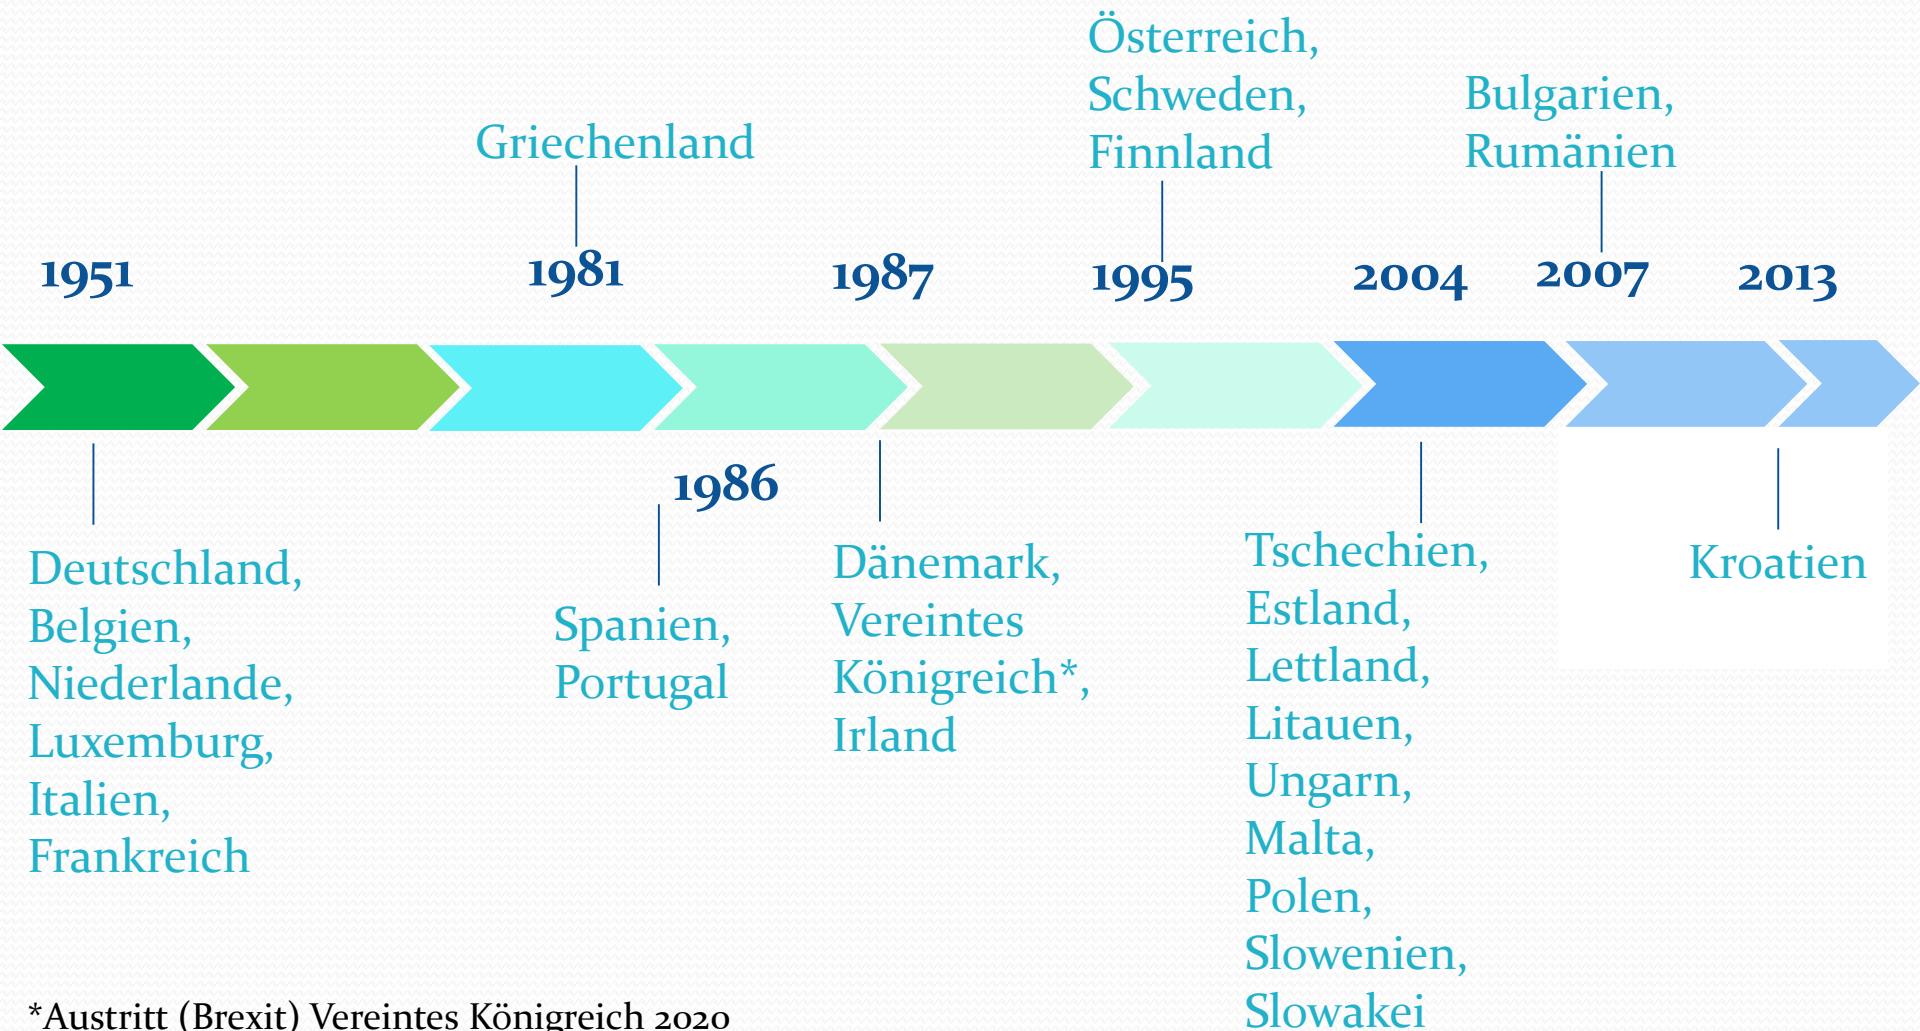 1951
Deutschland,
Belgien,
Niederlande,
Luxemburg,
Italien,
Frankreich
Griechenland
1981
1986
Spanien,
Portugal
1987
Dänemark,
Vereintes
Königreich*,
Irland
Österreich,
Schweden,
Finnland
1995
2004
Tschechien,
Estland,
Lettland,
Litauen,
Ungarn,
Malta,
Polen,
Slowenien,
Slowakei
Bulgarien,
Rumänien
2007
2013
Kroatien
*Austritt (Brexit) Vereintes Königreich 2020